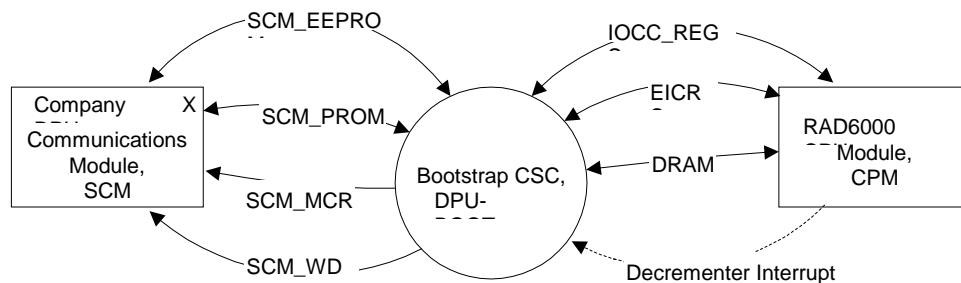 SCM_EEPRO
IOCC_REG
Company X
EICR
SCM_PROM
Communications
Module,
SCM
RAD6000
Module,
CPM
DRAM
Bootstrap CSC,
DPU-
SCM_MCR
SCM_WD
Decrementer Interrupt